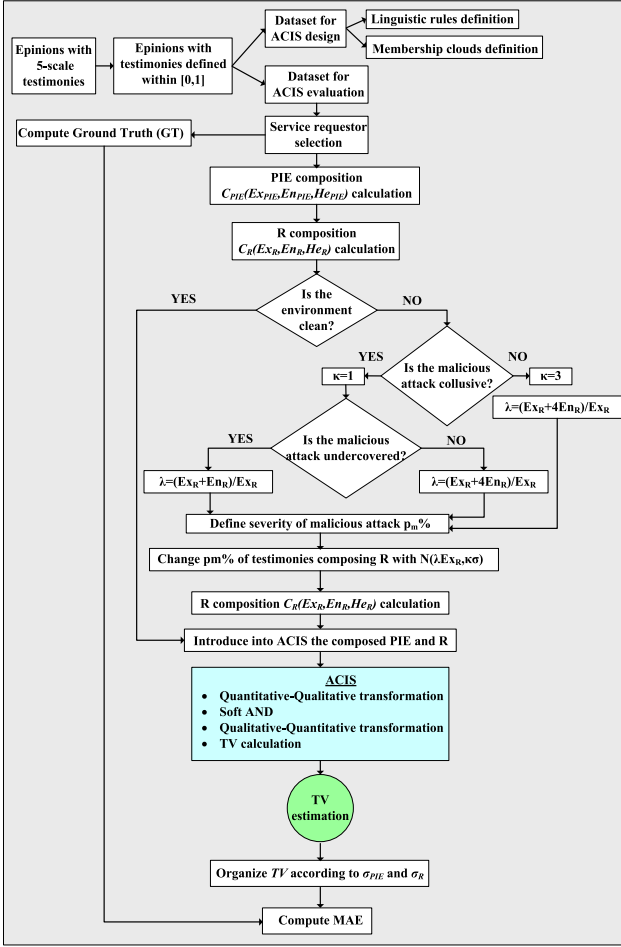 Epinions with
5-scale
testimonies
Epinions with
testimonies defined
within [0,1]
Dataset for
ACIS design
Linguistic rules definition
Membership clouds definition
Dataset for
ACIS evaluation
Compute Ground Truth (GT)
Service requestor
selection
PIE composition
C_PIE(Ex_PIE,En_PIE,He_PIE) calculation
R composition
C_R(Ex_R,En_R,He_R) calculation
YES
Is the
environment
clean?
NO
YES
κ=1
Is the malicious
attack collusive?
NO
κ=3
λ=(Ex_R+4En_R)/Ex_R
YES
Is the malicious
attack undercovered?
NO
λ=(Ex_R+En_R)/Ex_R
λ=(Ex_R+4En_R)/Ex_R
Define severity of malicious attack p_m%
Change pm% of testimonies composing R with N(λEx_R,κσ)
R composition C_R(Ex_R,En_R,He_R) calculation
Introduce into ACIS the composed PIE and R
ACIS
• Quantitative-Qualitative transformation
• Soft AND
• Qualitative-Quantitative transformation
• TV calculation
TV
estimation
Organize TV according to σ_PIE and σ_R
Compute MAE